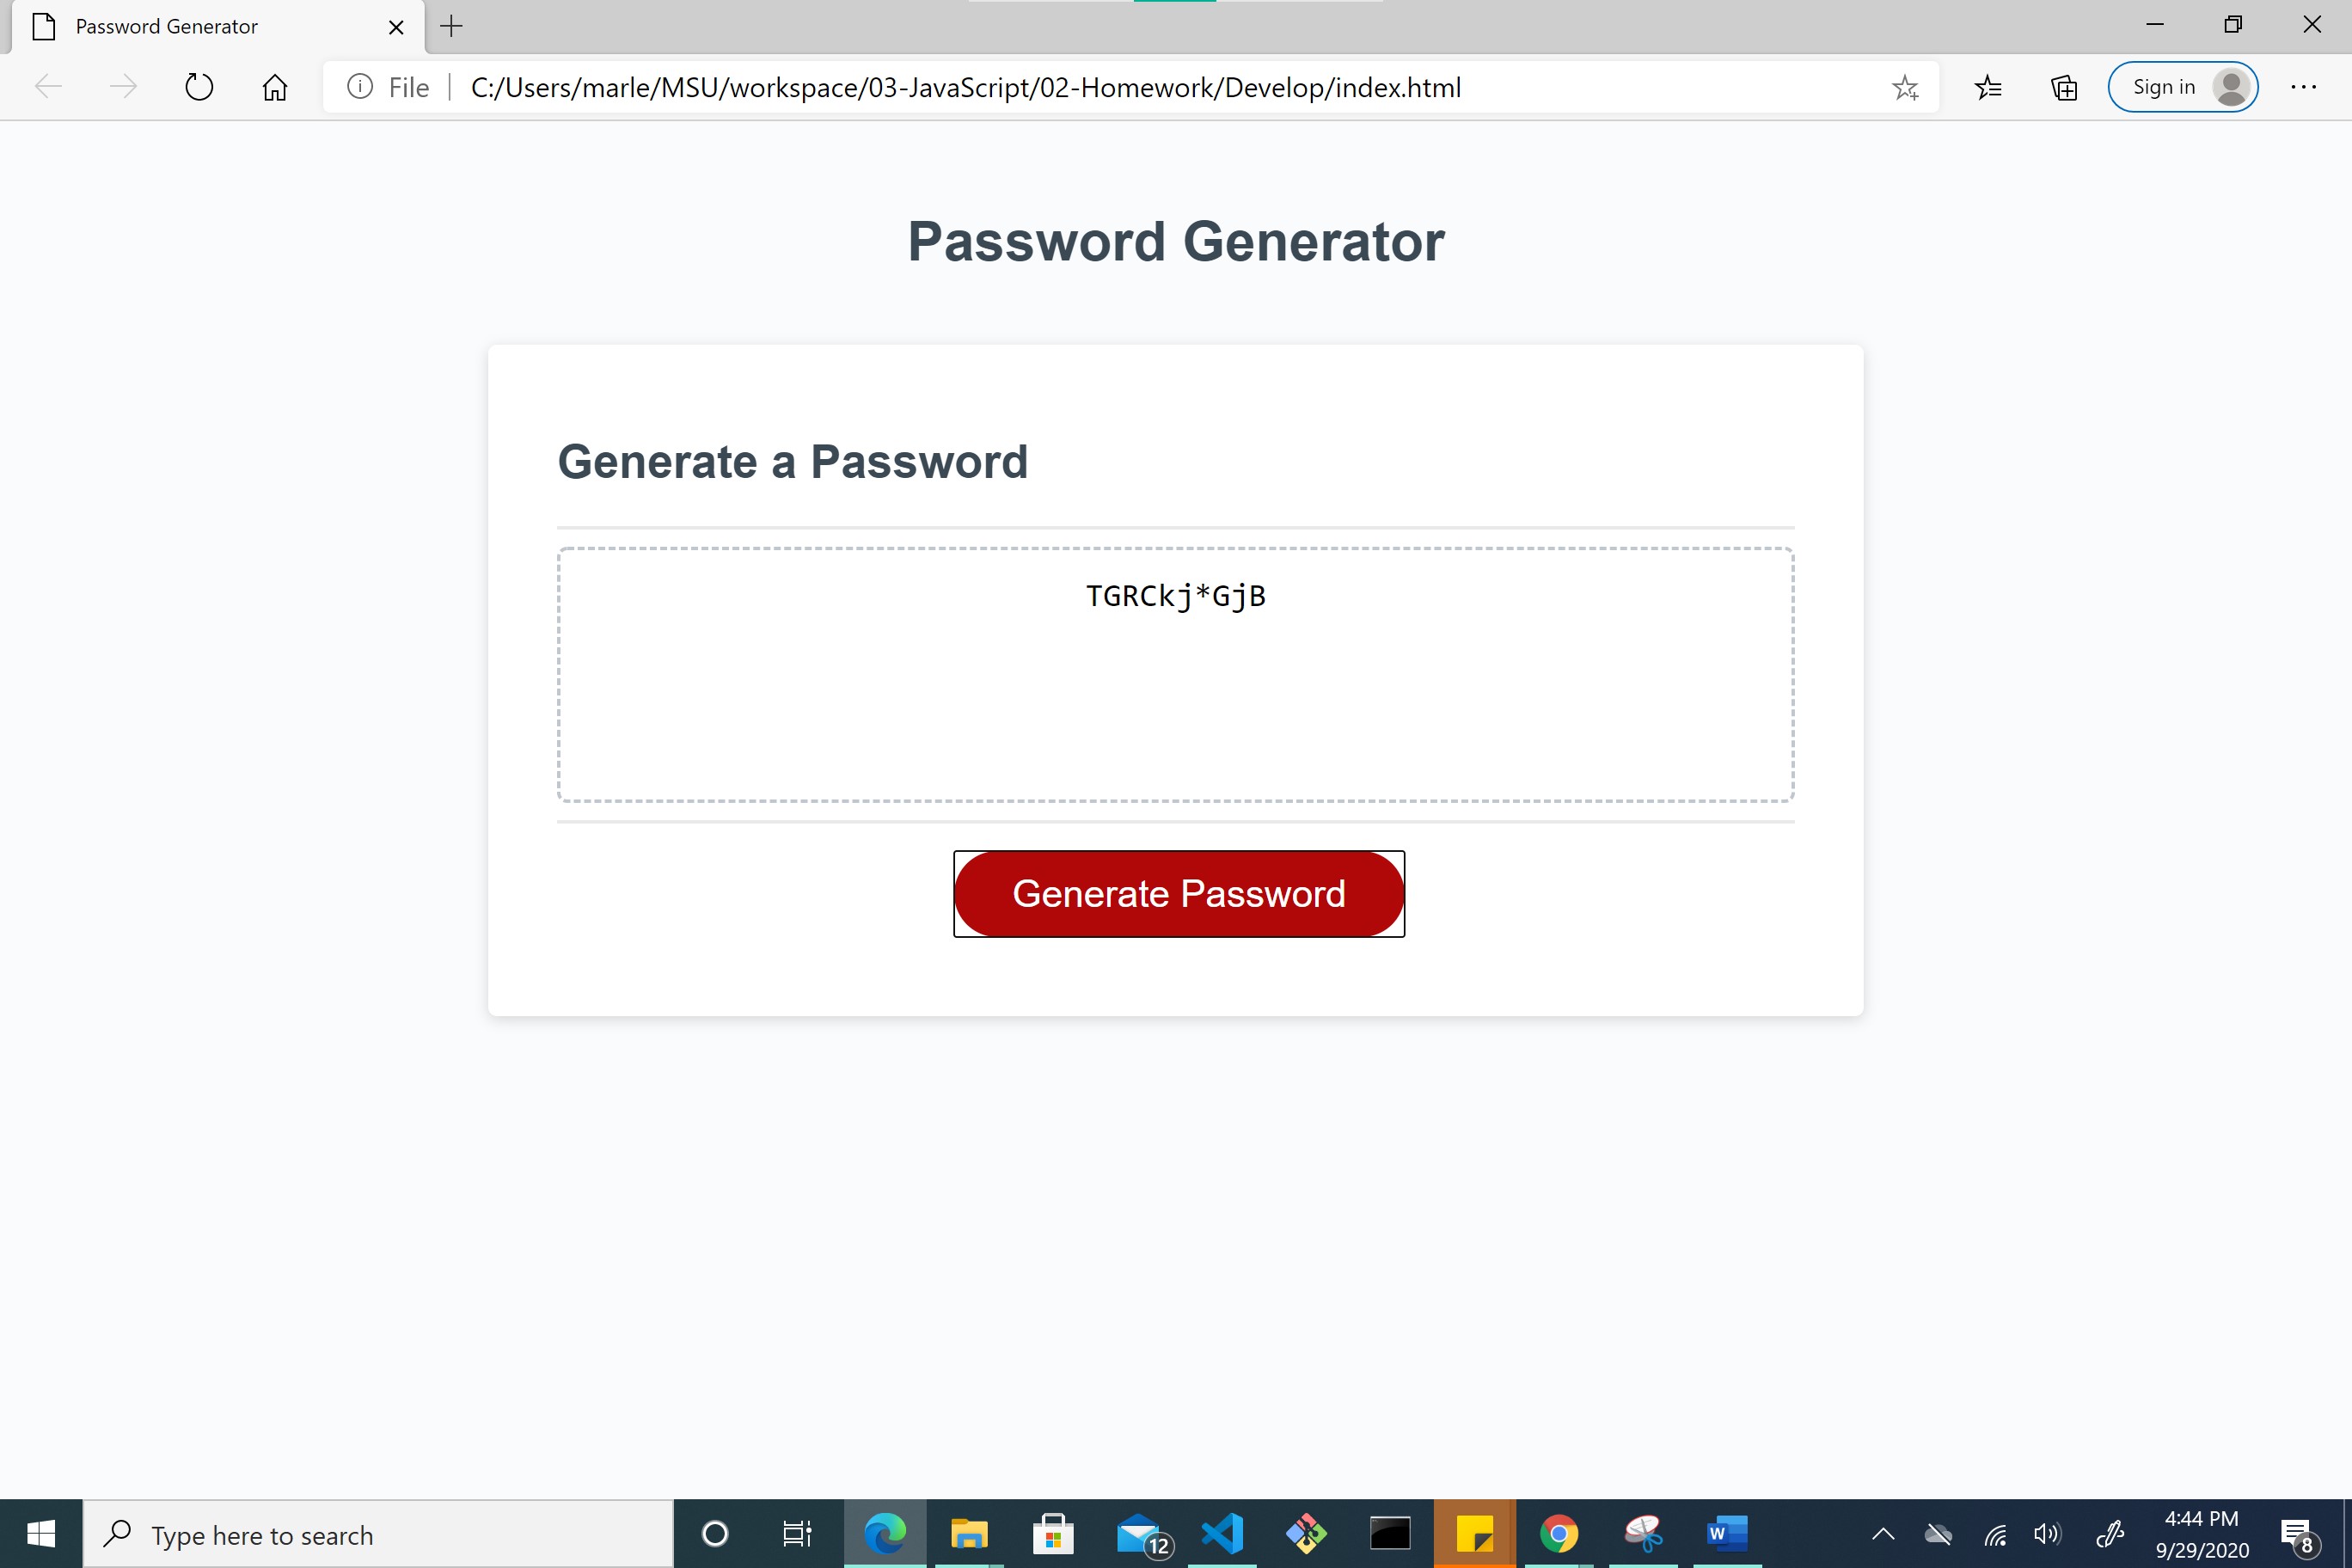 Password Generator
File | C:/Users/marle/MSU/workspace/03-JavaScript/02-Homework/Develop/index.html
Sign in
Password Generator
Generate a Password
TGRCkj*GjB
Generate Password
Type here to search
12
W
4:44 PM
9/29/2020
8